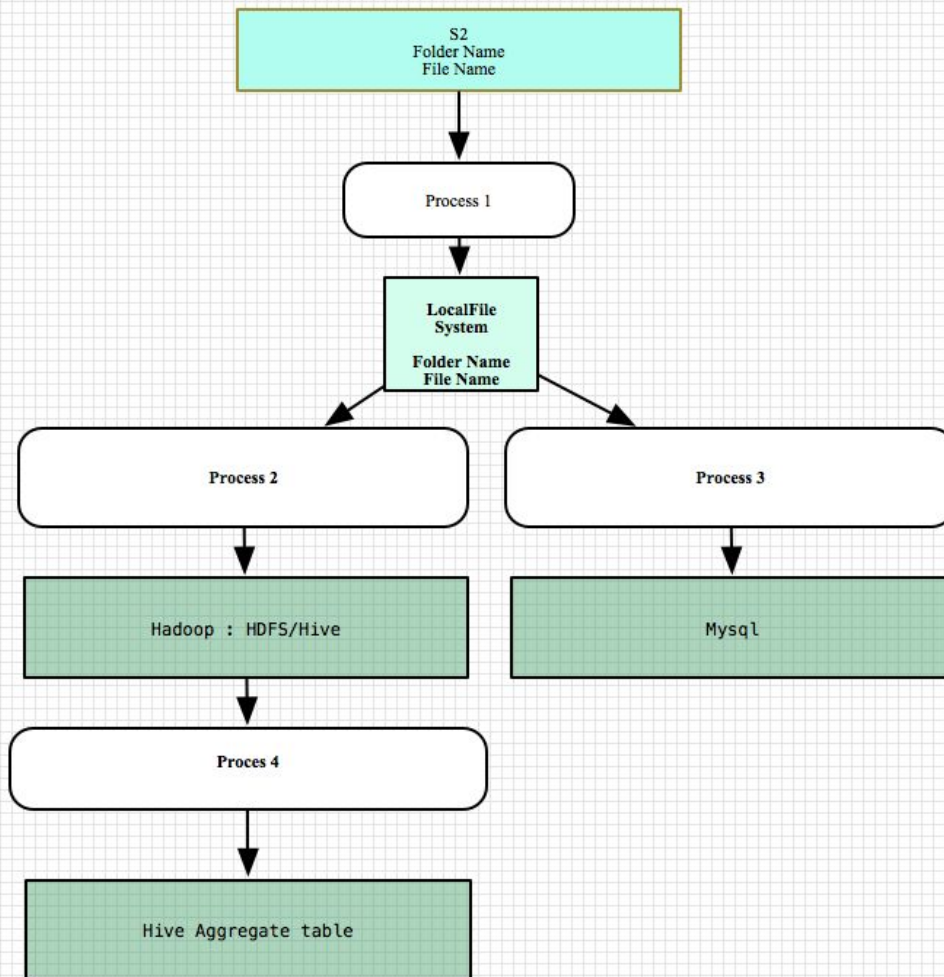 S2
Folder Name
File Name
Process 1
LocalFile
System
Folder Name
File Name
Process 2
Process 3
Hadoop : HDFS/Hive
Mysql
Proces 4
Hive Aggregate table